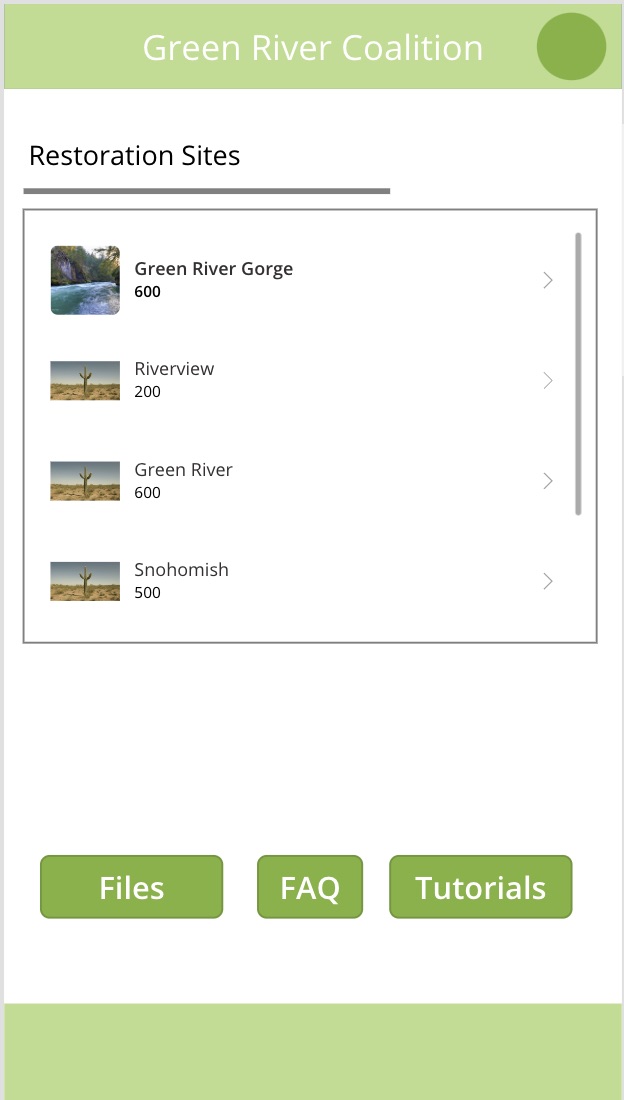 Green River Coalition
Restoration Sites
Green River Gorge
600
Riverview
200
Green River
600
Snohomish
500
Files
FAQ
Tutorials